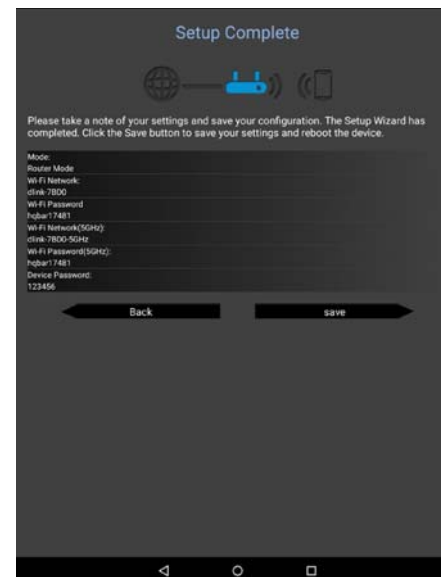 Setup Complete
Please take a note of your settings and save your configuration. The Setup Wizard has
completed. Click the Save button to save your settings and reboot the device.
Mode:
Router Mode
Wi-Fi Network:
dlink-7BD0
Wi-Fi Password
hqbar17481
Wi-Fi Network(5GHz):
dlink-7BD0-5GHz
Wi-Fi Password(5GHz):
hqbar17481
Device Password:
123456
Back
save